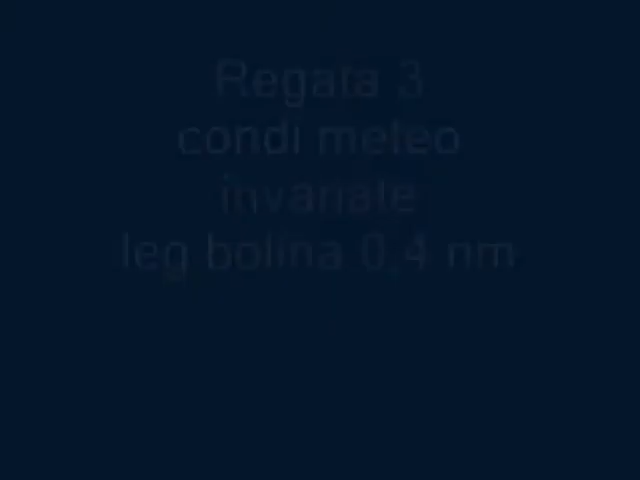 Regata 3
condi meteo
invariate
leg bolina 0,4 nm